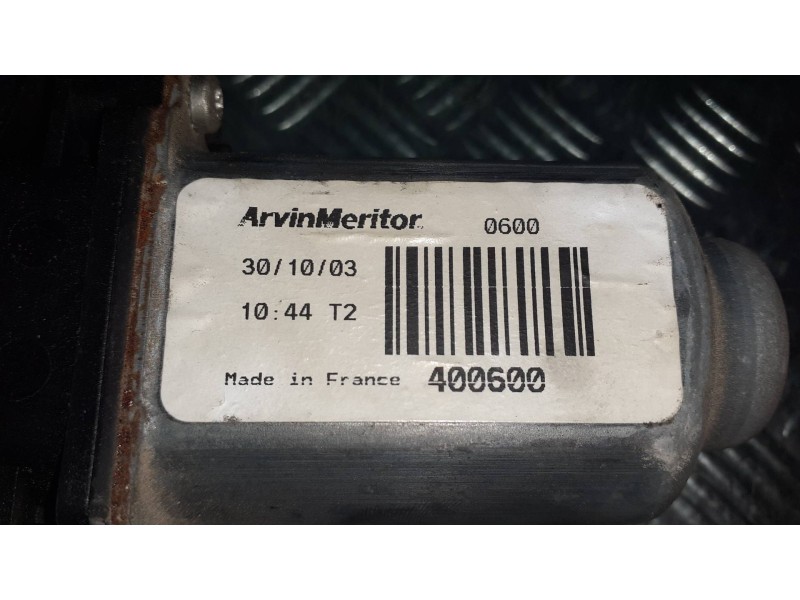 ArvinMeritor 0600
30/10/03
10:44 T2
Made in France 400600